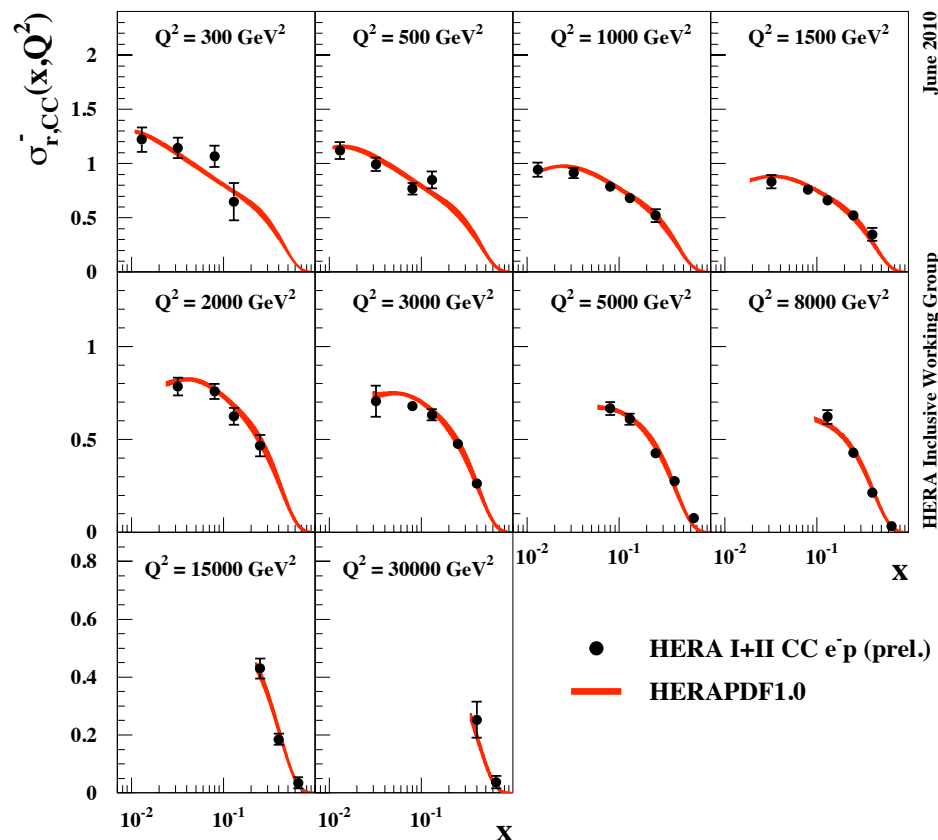 σ⁻r,CC(x,Q²)
Q² = 300 GeV²
Q² = 500 GeV²
Q² = 1000 GeV²
Q² = 1500 GeV²
June 2010
2
1.5
1
0.5
0
Q² = 2000 GeV²
Q² = 3000 GeV²
Q² = 5000 GeV²
Q² = 8000 GeV²
HERA Inclusive Working Group
1
0.5
0
10⁻² 10⁻¹ 10⁻² 10⁻¹
x
Q² = 15000 GeV²
Q² = 30000 GeV²
0.8
0.6
0.4
0.2
0
10⁻² 10⁻¹ 10⁻² 10⁻¹
x
HERA I+II CC e⁻p (prel.)
HERAPDF1.0